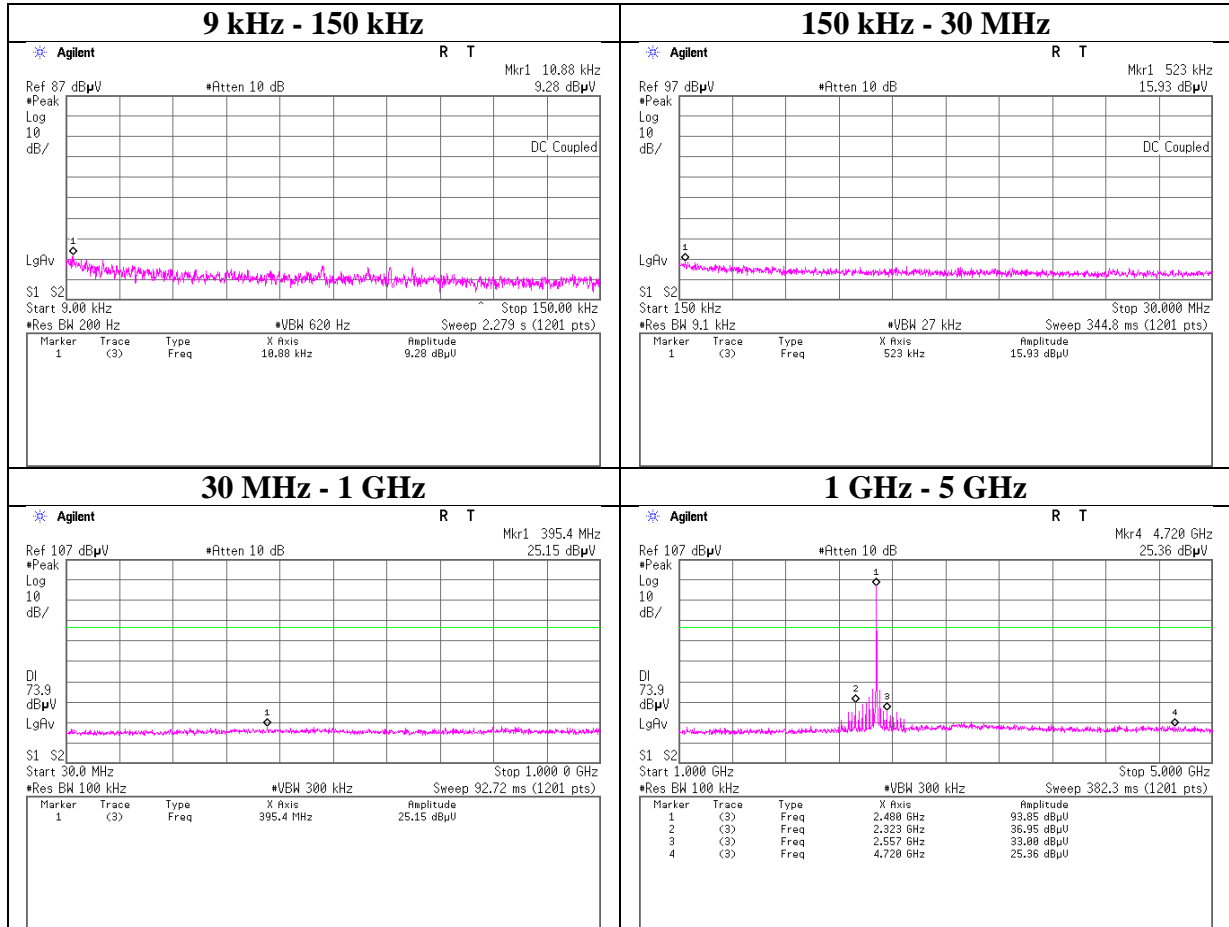 9 kHz - 150 kHz
Agilent R T
Mkr1 10.88 kHz
Ref 87 dBµV #Atten 10 dB 9.28 dBµV
#Peak
Log
10
dB/
DC Coupled
1
LgAv
S1 S2
Start 9.00 kHz ^ Stop 150.00 kHz
#Res BW 200 Hz #VBW 620 Hz Sweep 2.279 s (1201 pts)
Marker Trace Type X Axis Amplitude
1 (3) Freq 10.88 kHz 9.28 dBµV
150 kHz - 30 MHz
Agilent R T
Mkr1 523 kHz
Ref 97 dBµV #Atten 10 dB 15.93 dBµV
#Peak
Log
10
dB/
DC Coupled
1
LgAv
S1 S2
Start 150 kHz Stop 30.000 MHz
#Res BW 9.1 kHz #VBW 27 kHz Sweep 344.8 ms (1201 pts)
Marker Trace Type X Axis Amplitude
1 (3) Freq 523 kHz 15.93 dBµV
30 MHz - 1 GHz
Agilent R T
Mkr1 395.4 MHz
Ref 107 dBµV #Atten 10 dB 25.15 dBµV
#Peak
Log
10
dB/
DI
73.9
dBµV
1
LgAv
S1 S2
Start 30.0 MHz Stop 1.000 0 GHz
#Res BW 100 kHz #VBW 300 kHz Sweep 92.72 ms (1201 pts)
Marker Trace Type X Axis Amplitude
1 (3) Freq 395.4 MHz 25.15 dBµV
1 GHz - 5 GHz
Agilent R T
Mkr4 4.720 GHz
Ref 107 dBµV #Atten 10 dB 25.36 dBµV
#Peak
1
Log
10
dB/
DI
73.9
2 3
dBµV
4
LgAv
S1 S2
Start 1.000 GHz Stop 5.000 GHz
#Res BW 100 kHz #VBW 300 kHz Sweep 382.3 ms (1201 pts)
Marker Trace Type X Axis Amplitude
1 (3) Freq 2.480 GHz 93.85 dBµV
2 (3) Freq 2.323 GHz 36.95 dBµV
3 (3) Freq 2.557 GHz 33.00 dBµV
4 (3) Freq 4.720 GHz 25.36 dBµV